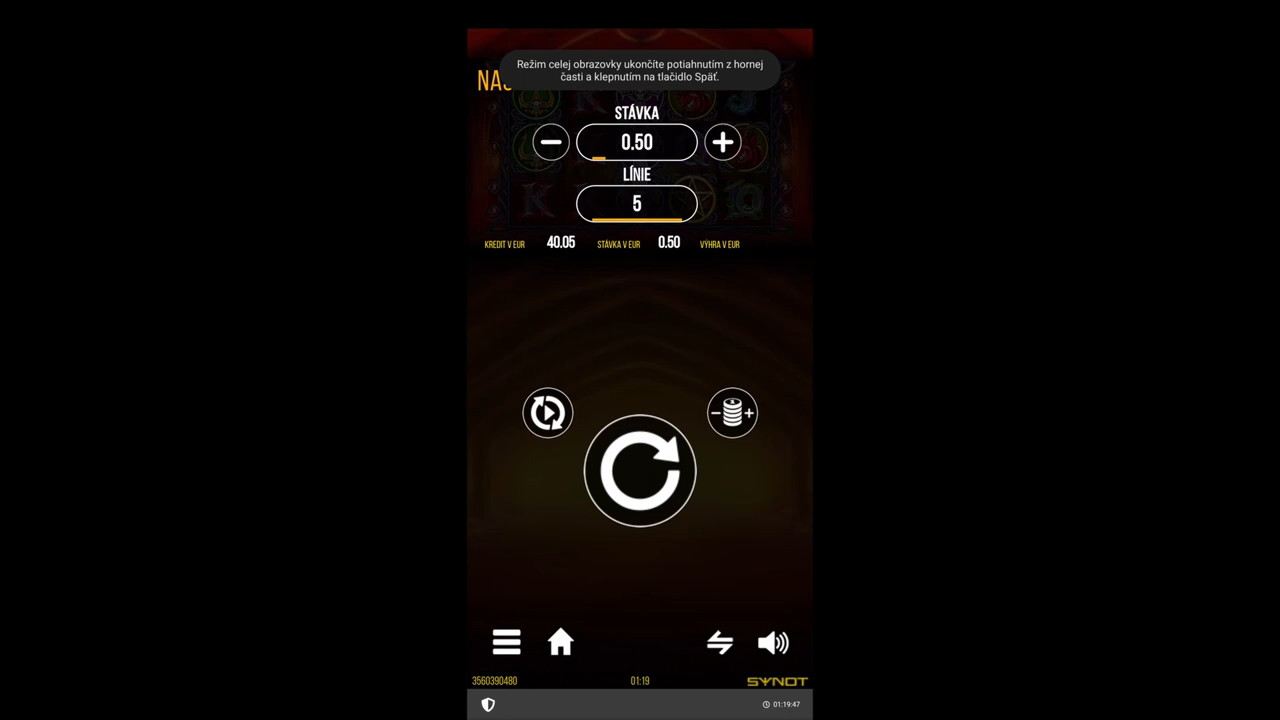 Režim celej obrazovky ukončíte potiahnutím z hornej
časti a klepnutím na tlačidlo Späť.
STÁVKA
0.50
LÍNIE
5
K
KREDIT V EUR 40.05 STÁVKA V EUR 0.50 VÝHRA V EUR
3560390480 01:19 SYNOT
01:19:47